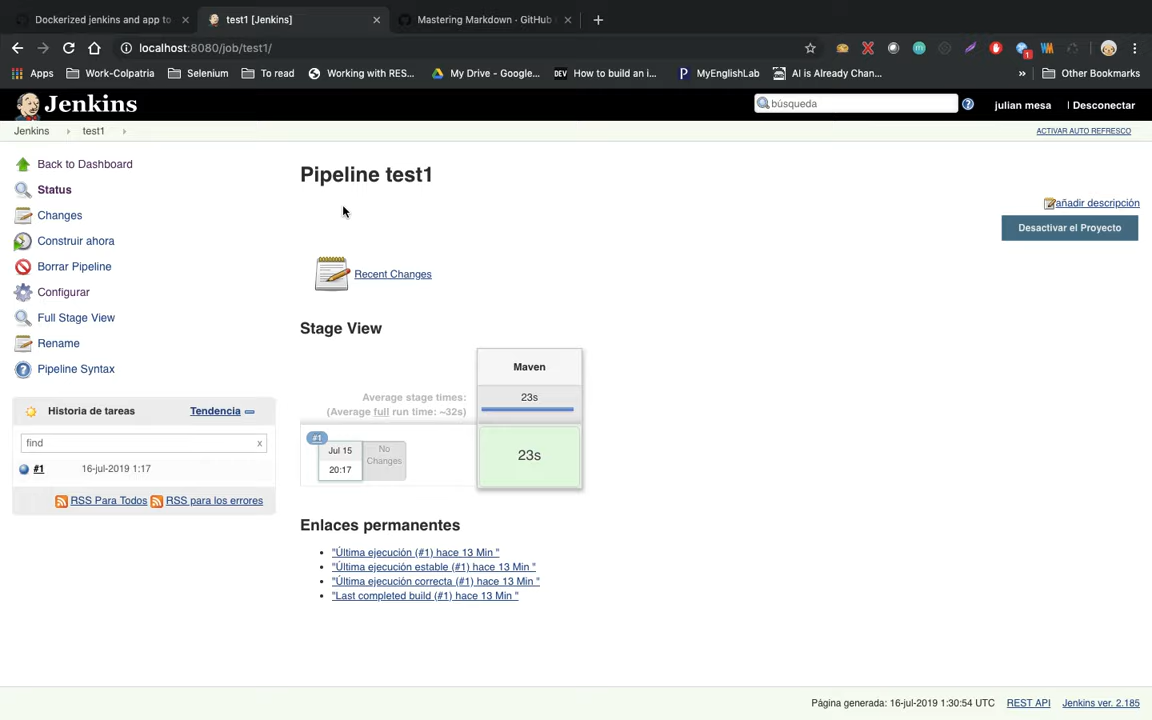 Dockerized jenkins and app to
test1 [Jenkins]
Mastering Markdown · GitHub
localhost:8080/job/test1/
1
Apps
Work-Colpatria
Selenium
To read
Working with RES...
My Drive - Google...
DEV
How to build an i...
P
MyEnglishLab
AI is Already Chan...
»
Other Bookmarks
Jenkins
búsqueda
julian mesa
| Desconectar
Jenkins
test1
ACTIVAR AUTO REFRESCO
Back to Dashboard
Status
Changes
Construir ahora
Borrar Pipeline
Configurar
Full Stage View
Rename
Pipeline Syntax
Historia de tareas
Tendencia
find
x
#1
16-jul-2019 1:17
RSS Para Todos
RSS para los errores
Pipeline test1
añadir descripción
Desactivar el Proyecto
Recent Changes
Stage View
Maven
Average stage times:
(Average full run time: ~32s)
23s
#1
Jul 15
20:17
No
Changes
23s
Enlaces permanentes
"Última ejecución (#1) hace 13 Min "
"Última ejecución estable (#1) hace 13 Min "
"Última ejecución correcta (#1) hace 13 Min "
"Last completed build (#1) hace 13 Min "
Página generada: 16-jul-2019 1:30:54 UTC
REST API
Jenkins ver. 2.185